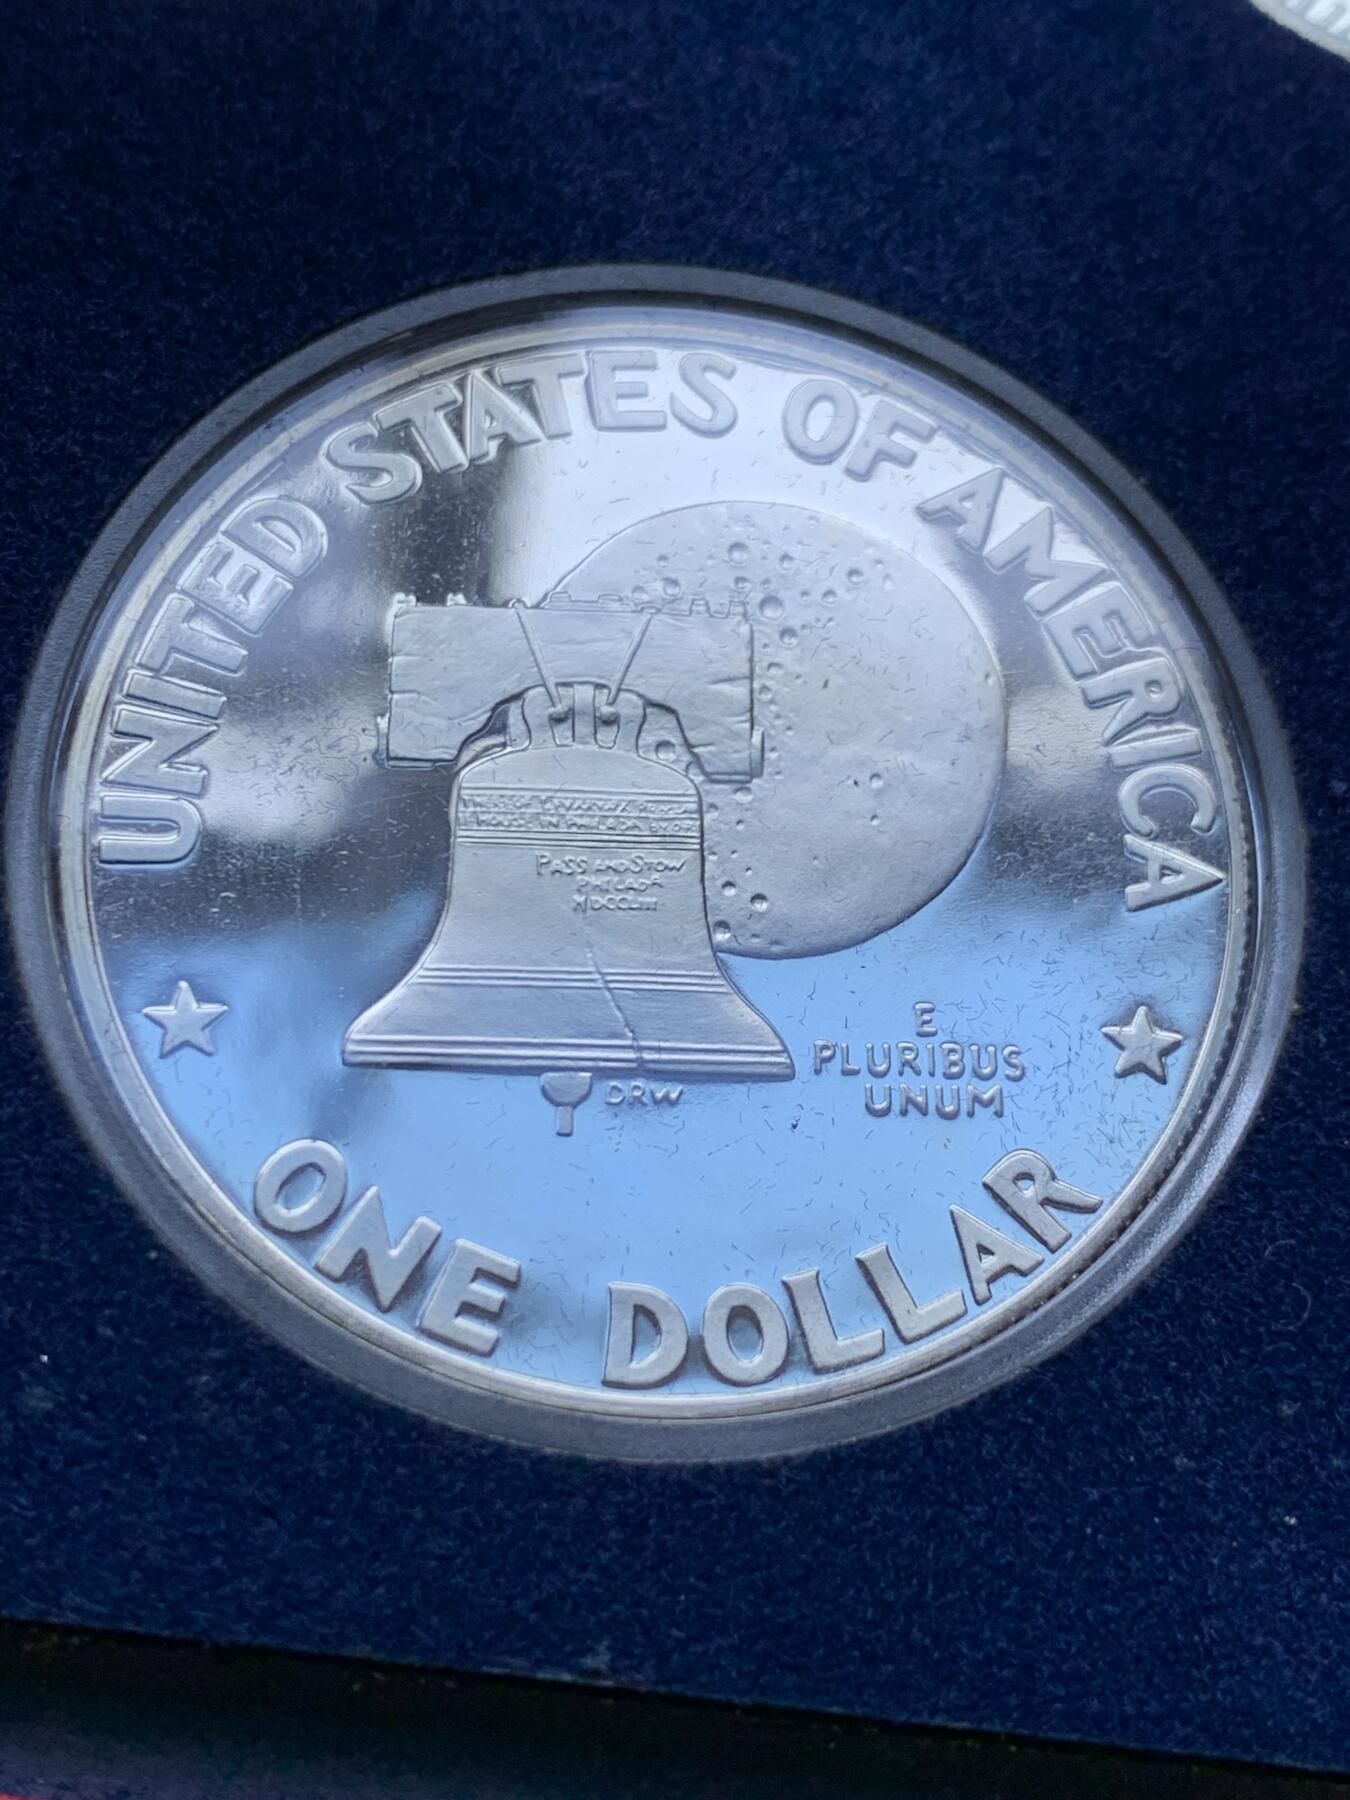 UNITED STATES OF AMERICA
PASS AND STOW
PHILADA
MDCCLIII
E
PLURIBUS
UNUM
DRW
ONE DOLLAR